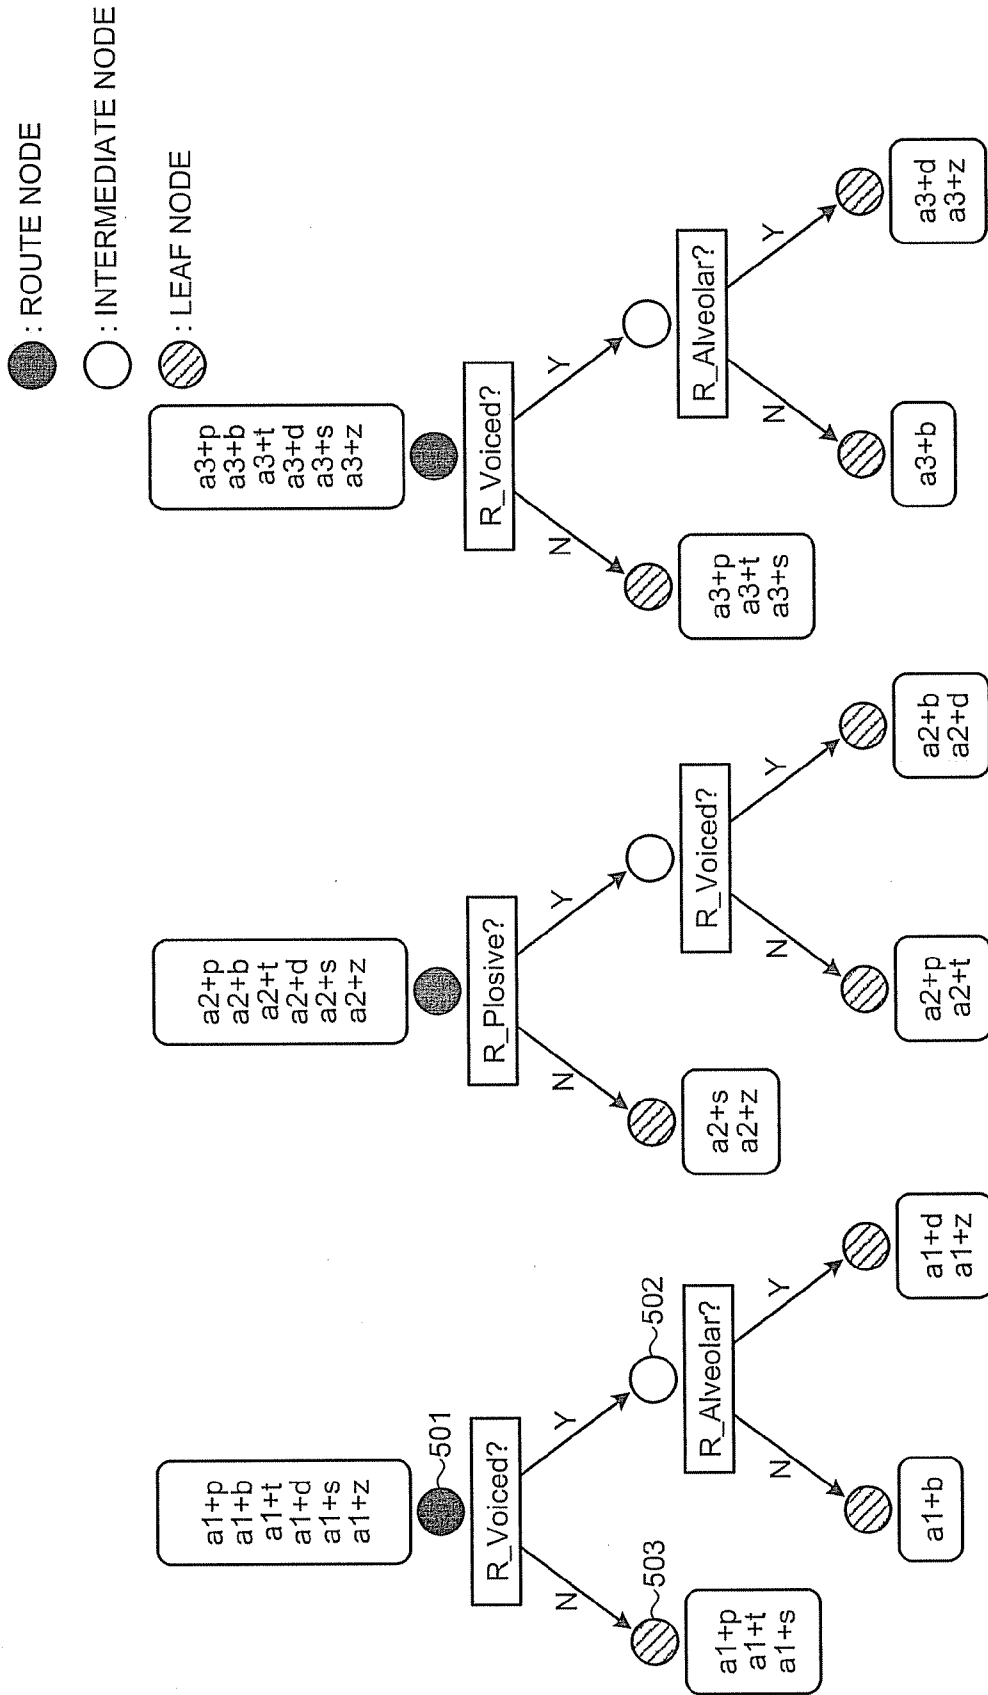 : ROUTE NODE
: INTERMEDIATE NODE
: LEAF NODE
a1+p
a1+b
a1+t
a1+d
a1+s
a1+z
501
R_Voiced?
N
Y
503
502
a1+p
a1+t
a1+s
R_Alveolar?
N
Y
a1+b
a1+d
a1+z
a2+p
a2+b
a2+t
a2+d
a2+s
a2+z
R_Plosive?
N
Y
a2+s
a2+z
R_Voiced?
N
Y
a2+p
a2+t
a2+b
a2+d
a3+p
a3+b
a3+t
a3+d
a3+s
a3+z
R_Voiced?
N
Y
a3+p
a3+t
a3+s
R_Alveolar?
N
Y
a3+b
a3+d
a3+z